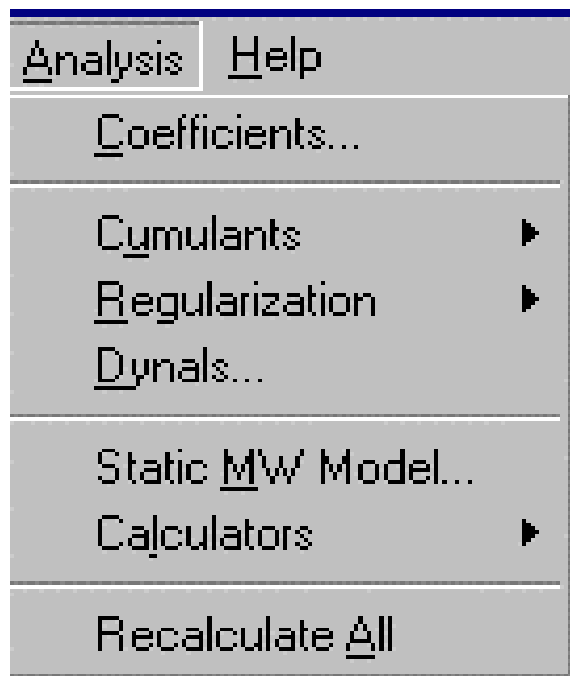 Analysis Help
Coefficients...
Cumulants
Regularization
Dynals...
Static MW Model...
Calculators
Recalculate All